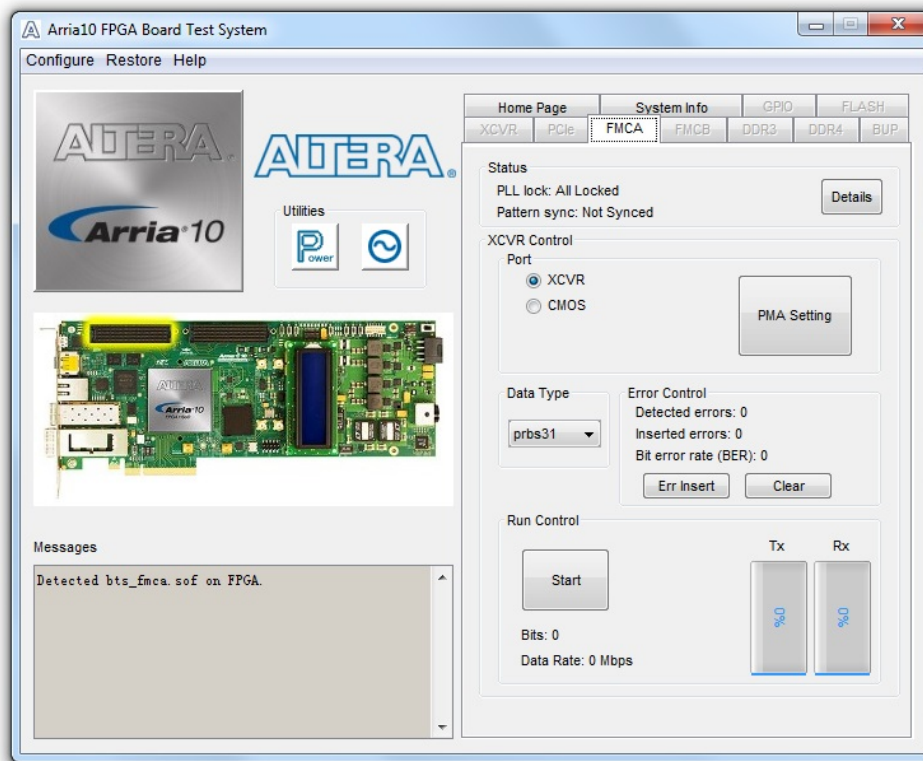 Arria10 FPGA Board Test System
Configure Restore Help
ALTERA
Arria 10
ALTERA
Utilities
Power
ALTERA
Arria 10
Messages
Detected bts_fmca.sof on FPGA.
Home Page System Info GPIO FLASH
XCVR PCIe FMCA FMCB DDR3 DDR4 BUP
Status
PLL lock: All Locked
Pattern sync: Not Synced
Details
XCVR Control
Port
XCVR
CMOS
PMA Setting
Data Type
prbs31
Error Control
Detected errors: 0
Inserted errors: 0
Bit error rate (BER): 0
Err Insert Clear
Run Control
Start
Tx Rx
0% 0%
Bits: 0
Data Rate: 0 Mbps